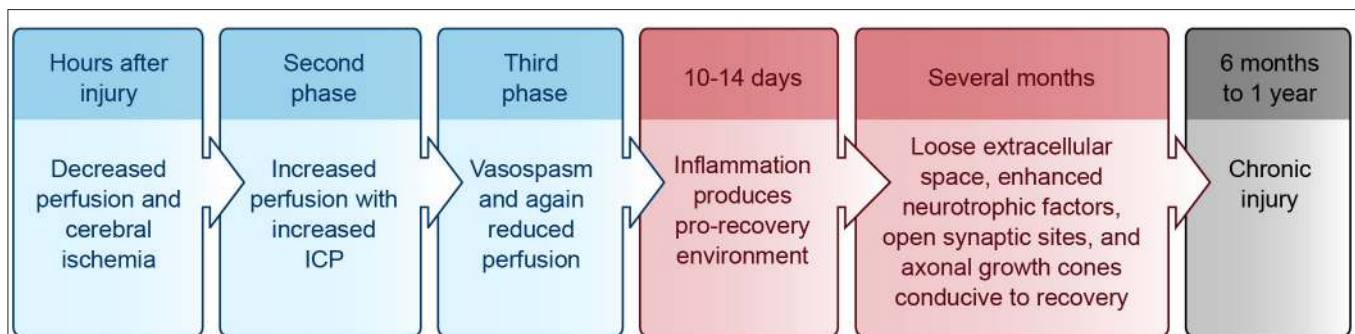 Hours after
injury
Decreased
perfusion and
cerebral
ischemia
Second
phase
Increased
perfusion with
increased
ICP
Third
phase
Vasospasm
and again
reduced
perfusion
10-14 days
Inflammation
produces
pro-recovery
environment
Several months
Loose extracellular
space, enhanced
neurotrophic factors,
open synaptic sites, and
axonal growth cones
conducive to recovery
6 months
to 1 year
Chronic
injury